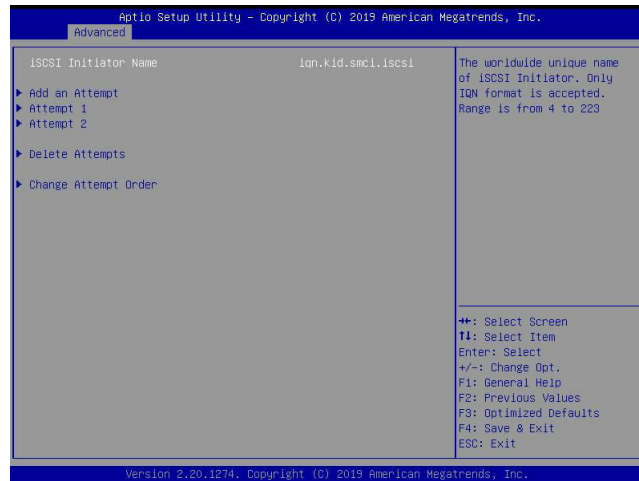 Aptio Setup Utility – Copyright (C) 2019 American Megatrends, Inc.
Advanced
iSCSI Initiator Name iqn.kid.smci.iscsi
Add an Attempt
Attempt 1
Attempt 2
Delete Attempts
Change Attempt Order
The worldwide unique name
of iSCSI Initiator. Only
IQN format is accepted.
Range is from 4 to 223
→←: Select Screen
↑↓: Select Item
Enter: Select
+/-: Change Opt.
F1: General Help
F2: Previous Values
F3: Optimized Defaults
F4: Save & Exit
ESC: Exit
Version 2.20.1274. Copyright (C) 2019 American Megatrends, Inc.